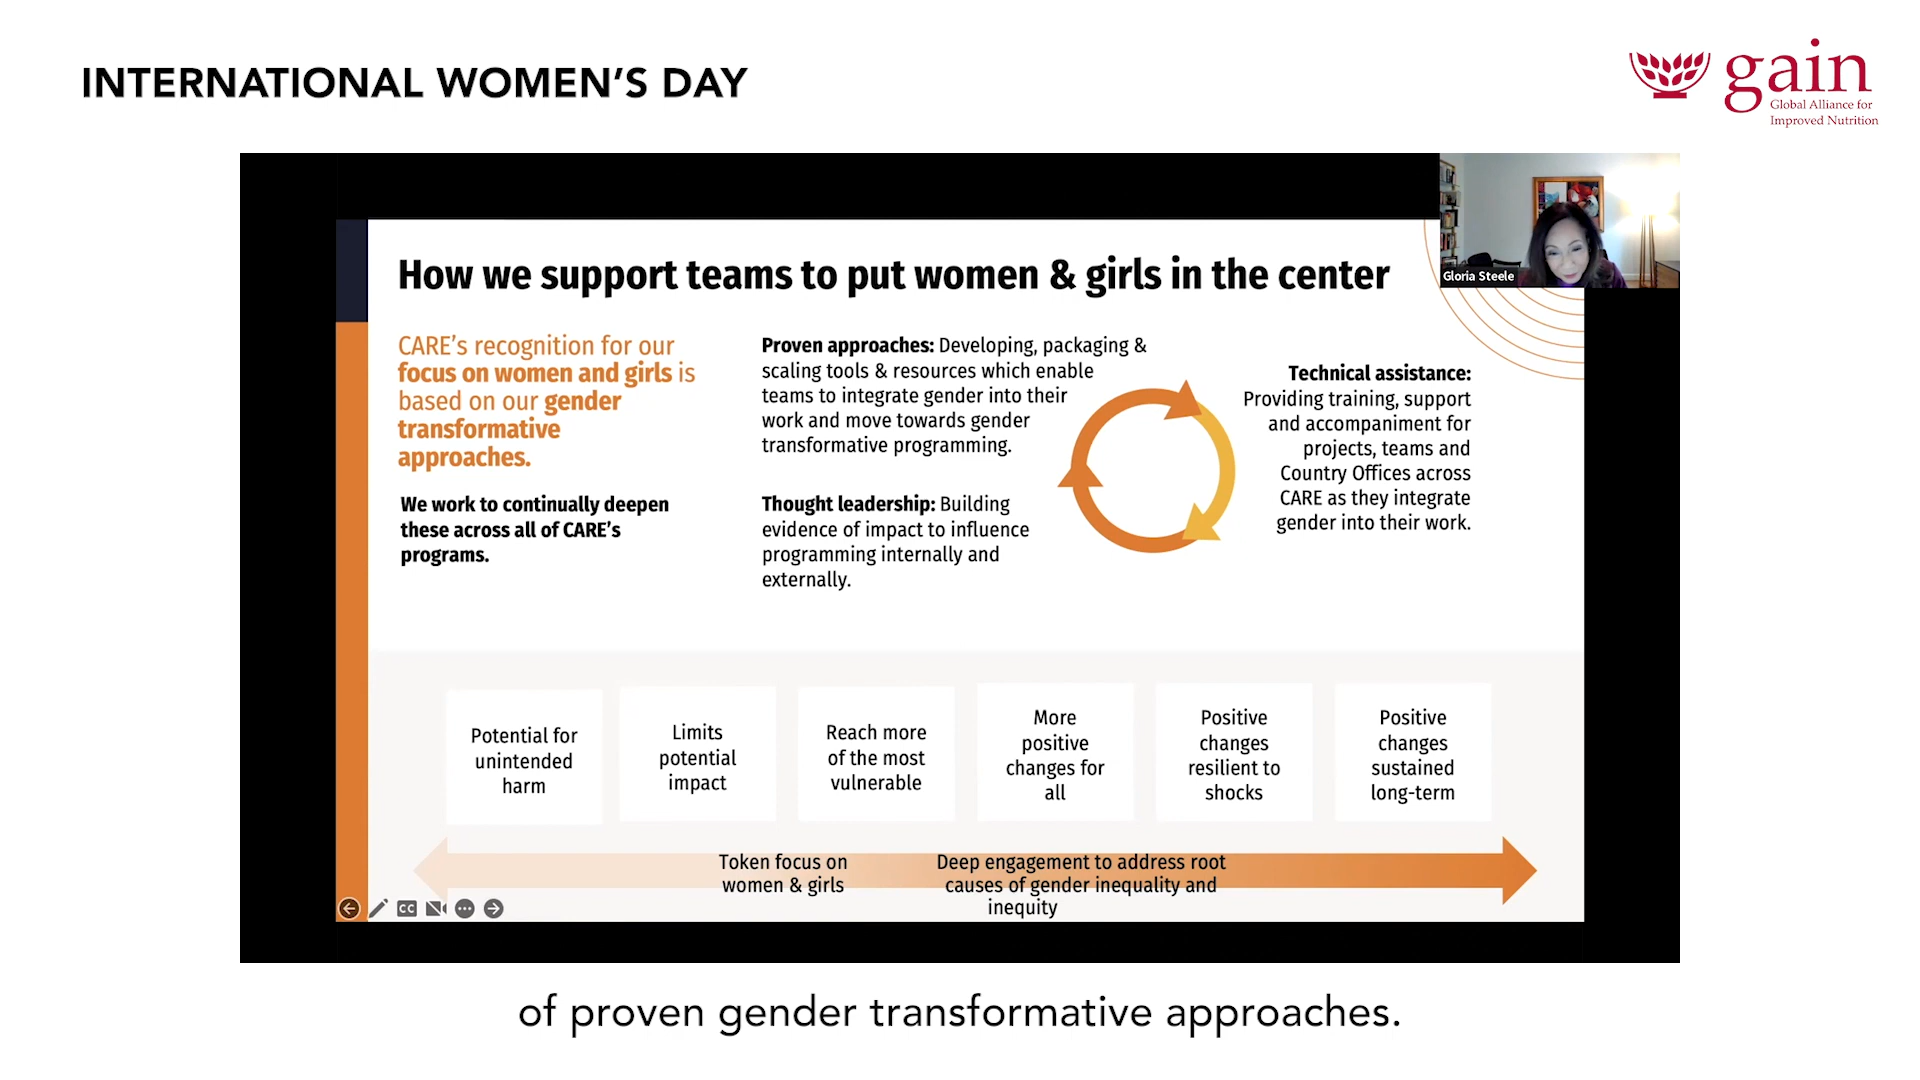 INTERNATIONAL WOMEN’S DAY
gain
Global Alliance for
Improved Nutrition
Gloria Steele
How we support teams to put women & girls in the center
CARE’s recognition for our
focus on women and girls is
based on our gender
transformative
approaches.
We work to continually deepen
these across all of CARE’s
programs.
Proven approaches: Developing, packaging &
scaling tools & resources which enable
teams to integrate gender into their
work and move towards gender
transformative programming.
Thought leadership: Building
evidence of impact to influence
programming internally and
externally.
Technical assistance:
Providing training, support
and accompaniment for
projects, teams and
Country Offices across
CARE as they integrate
gender into their work.
Potential for
unintended
harm
Limits
potential
impact
Reach more
of the most
vulnerable
More
positive
changes for
all
Positive
changes
resilient to
shocks
Positive
changes
sustained
long-term
Token focus on
women & girls
Deep engagement to address root
causes of gender inequality and
inequity
CC
of proven gender transformative approaches.